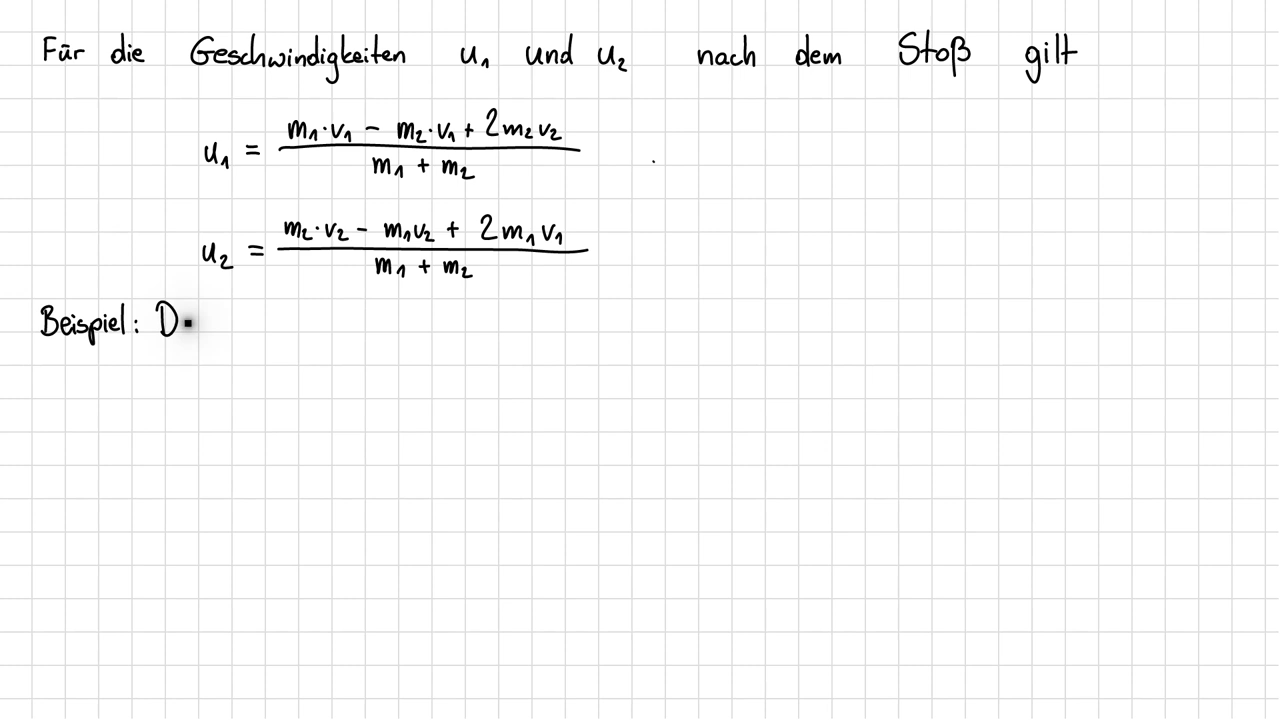 Für die Geschwindigkeiten u₁ und u₂ nach dem Stoß gilt
u₁ = (m₁·v₁ - m₂·v₁ + 2m₂v₂) / (m₁ + m₂)
u₂ = (m₂·v₂ - m₁v₂ + 2m₁v₁) / (m₁ + m₂)
Beispiel: D